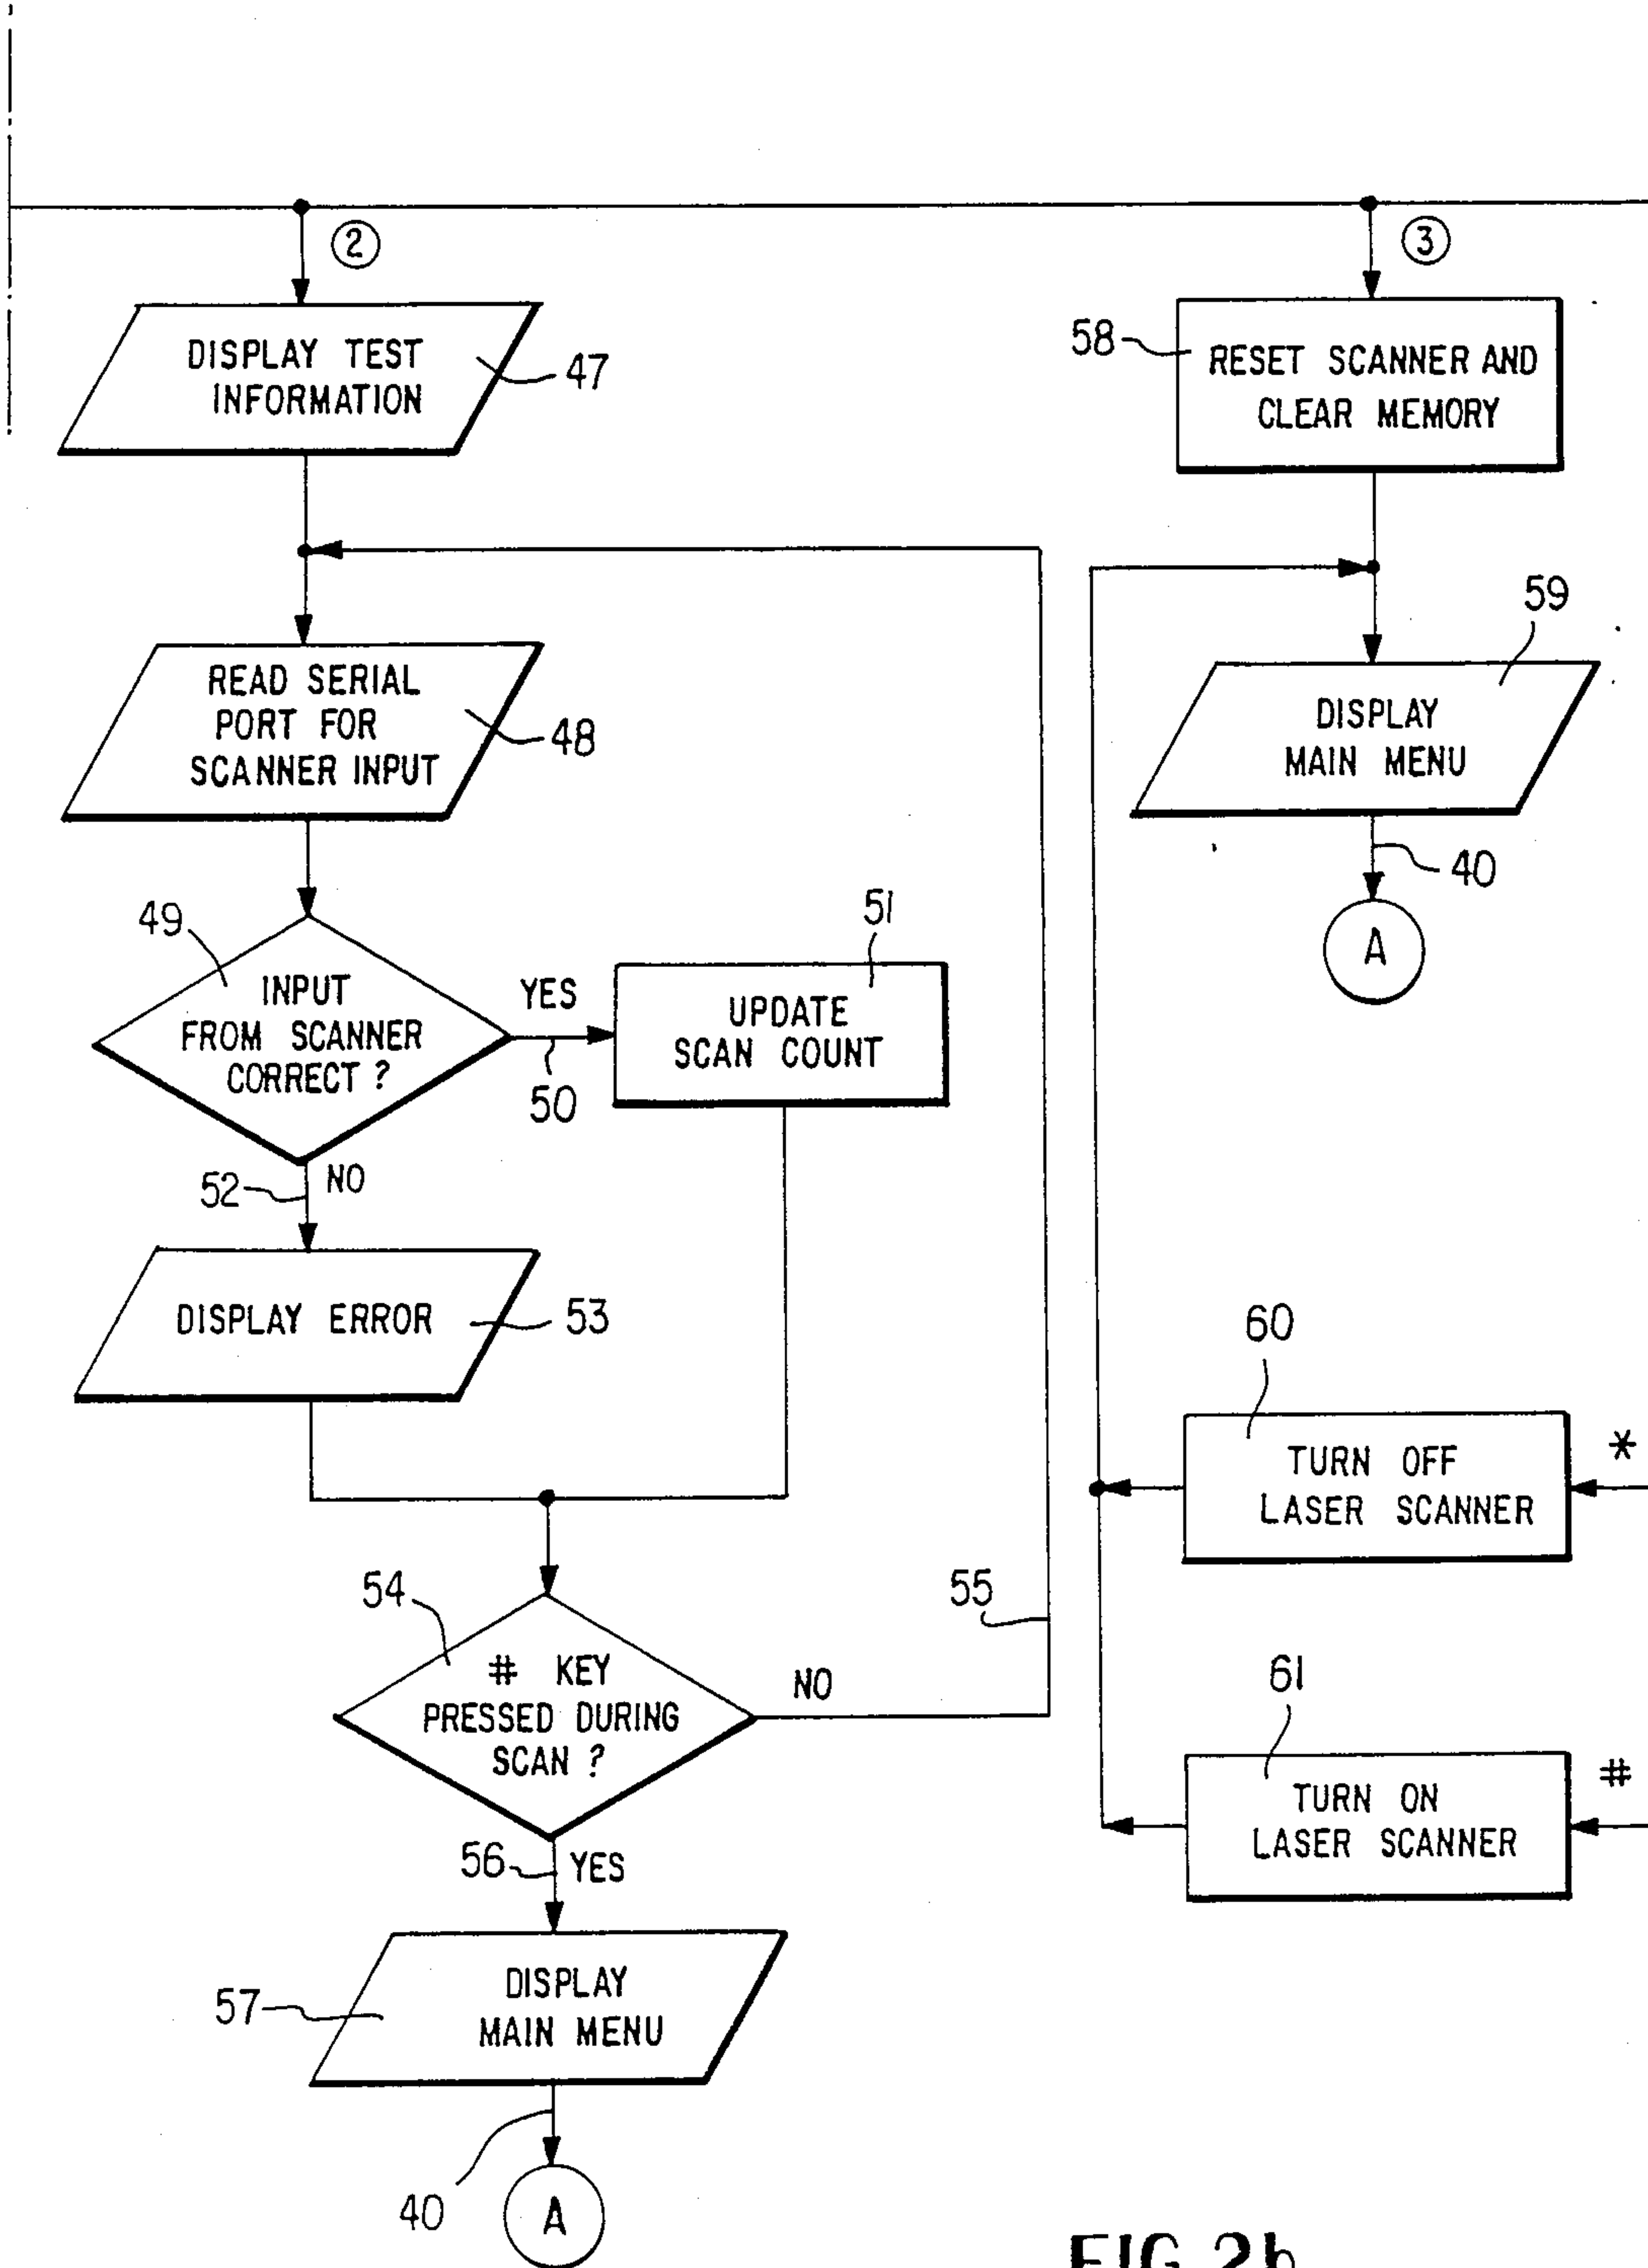 2
DISPLAY TEST
INFORMATION
47
READ SERIAL
PORT FOR
SCANNER INPUT
48
49
INPUT
FROM SCANNER
CORRECT ?
YES
50
51
UPDATE
SCAN COUNT
52
NO
DISPLAY ERROR
53
54
# KEY
PRESSED DURING
SCAN ?
NO
55
56
YES
57
DISPLAY
MAIN MENU
40
A
3
58
RESET SCANNER AND
CLEAR MEMORY
59
DISPLAY
MAIN MENU
40
A
60
TURN OFF
LASER SCANNER
*
61
TURN ON
LASER SCANNER
#
FIG. 2b